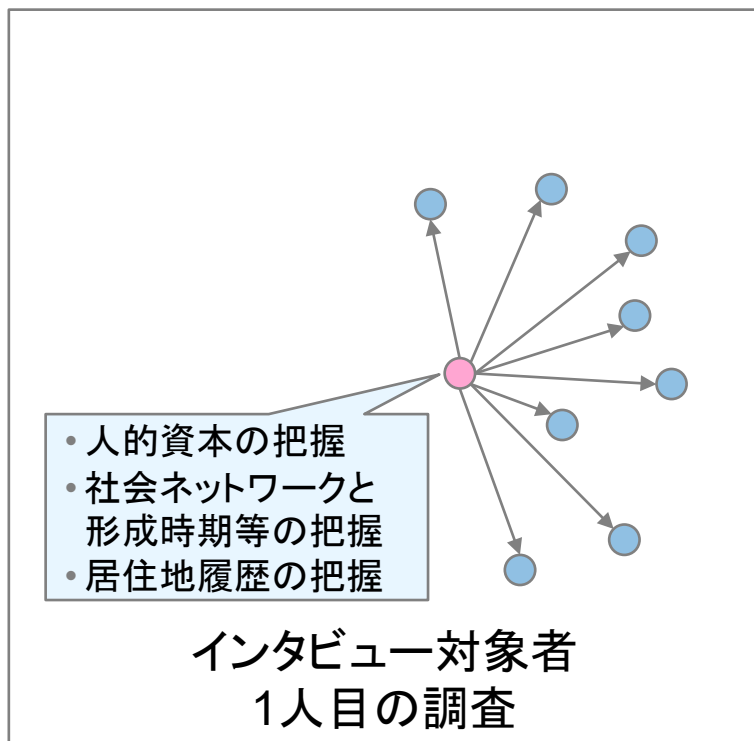 ・人的資本の把握
・社会ネットワークと
形成時期等の把握
・居住地履歴の把握
インタビュー対象者
1人目の調査